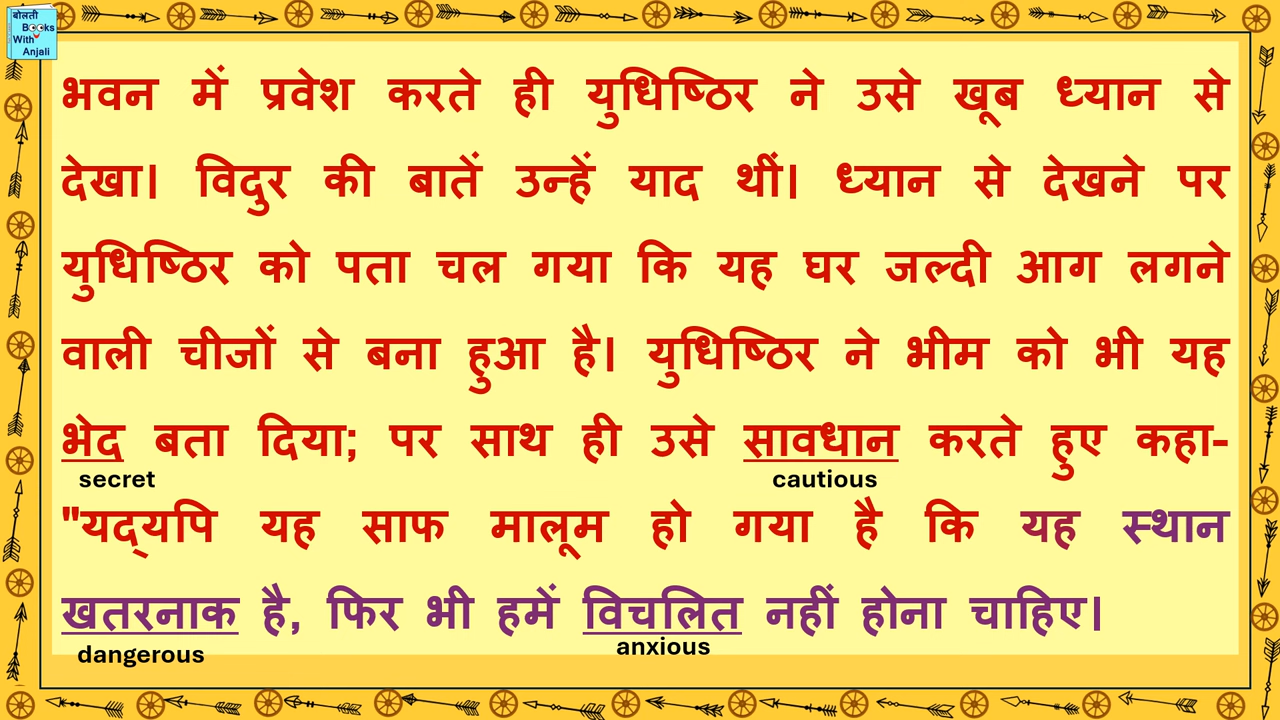 बोलती
Books
With
Anjali
भवन में प्रवेश करते ही युधिष्ठिर ने उसे खूब ध्यान से
देखा। विदुर की बातें उन्हें याद थीं। ध्यान से देखने पर
युधिष्ठिर को पता चल गया कि यह घर जल्दी आग लगने
वाली चीजों से बना हुआ है। युधिष्ठिर ने भीम को भी यह
भेद बता दिया; पर साथ ही उसे सावधान करते हुए कहा-
secret cautious
"यद्यपि यह साफ मालूम हो गया है कि यह स्थान
खतरनाक है, फिर भी हमें विचलित नहीं होना चाहिए।
dangerous anxious